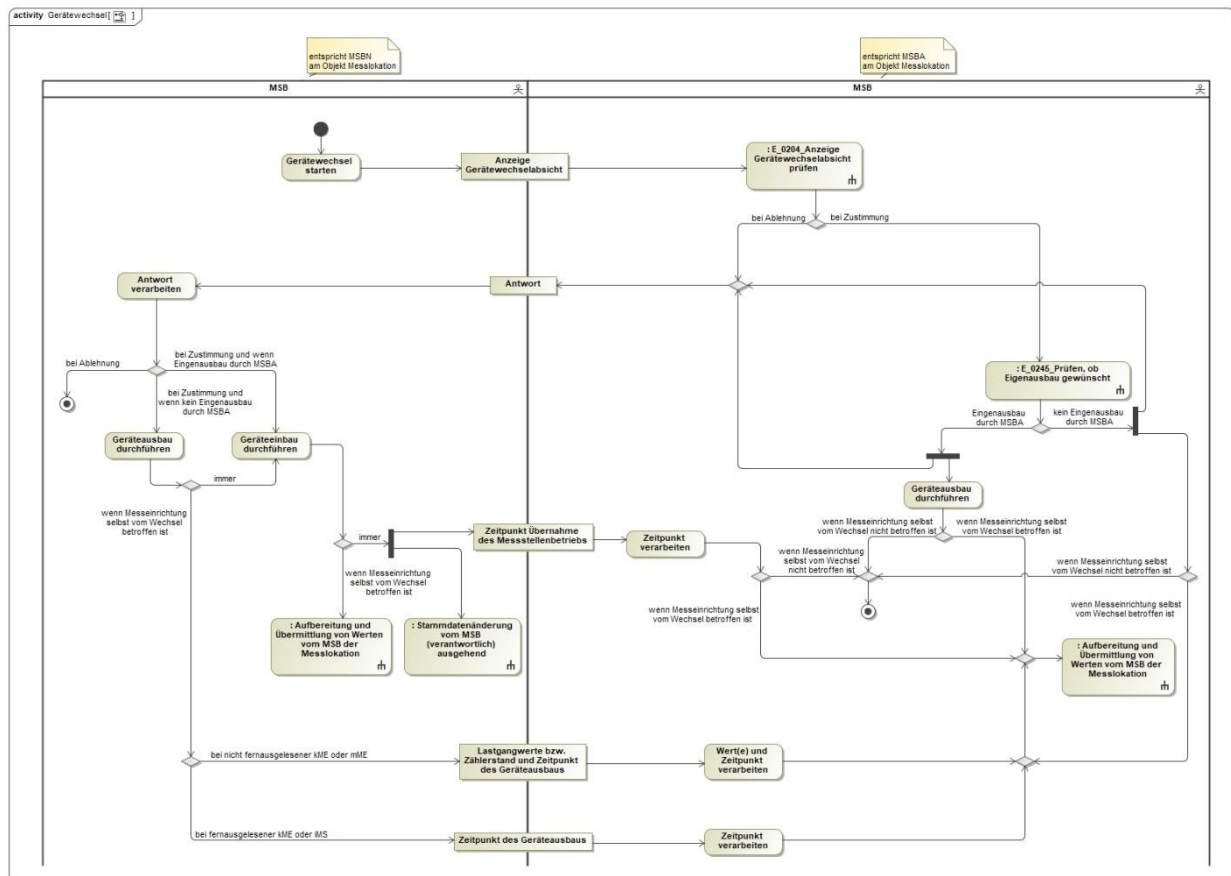 activity Gerätewechsel[ ]
entspricht MSBN
am Objekt Messlokation
entspricht MSBA
am Objekt Messlokation
MSB
MSB
Gerätewechsel
starten
Anzeige
Gerätewechselabsicht
: E_0204_Anzeige
Gerätewechselabsicht
prüfen
bei Ablehnung
bei Zustimmung
Antwort
verarbeiten
Antwort
bei Ablehnung
bei Zustimmung und wenn
Eingenausbau durch MSBA
bei Zustimmung und
wenn kein Eingenausbau
durch MSBA
: E_0245_Prüfen, ob
Eigenausbau gewünscht
Eingenausbau
durch MSBA
kein Eingenausbau
durch MSBA
Geräteausbau
durchführen
Geräteeinbau
durchführen
immer
wenn Messeinrichtung
selbst vom Wechsel
betroffen ist
Geräteausbau
durchführen
wenn Messeinrichtung selbst
vom Wechsel nicht betroffen ist
wenn Messeinrichtung selbst
vom Wechsel betroffen ist
immer
Zeitpunkt Übernahme
des Messstellenbetriebs
Zeitpunkt
verarbeiten
wenn Messeinrichtung
selbst vom Wechsel
nicht betroffen ist
wenn Messeinrichtung selbst
vom Wechsel nicht betroffen ist
wenn Messeinrichtung
selbst vom Wechsel
betroffen ist
wenn Messeinrichtung selbst
vom Wechsel betroffen ist
wenn Messeinrichtung selbst
vom Wechsel betroffen ist
: Aufbereitung und
Übermittlung von Werten
vom MSB der
Messlokation
: Stammdatenänderung
vom MSB
(verantwortlich)
ausgehend
: Aufbereitung und
Übermittlung von
Werten vom MSB der
Messlokation
bei nicht fernausgelesener kME oder mME
Lastgangwerte bzw.
Zählerstand und Zeitpunkt
des Geräteausbaus
Wert(e) und
Zeitpunkt
verarbeiten
bei fernausgelesener kME oder iMS
Zeitpunkt des Geräteausbaus
Zeitpunkt
verarbeiten